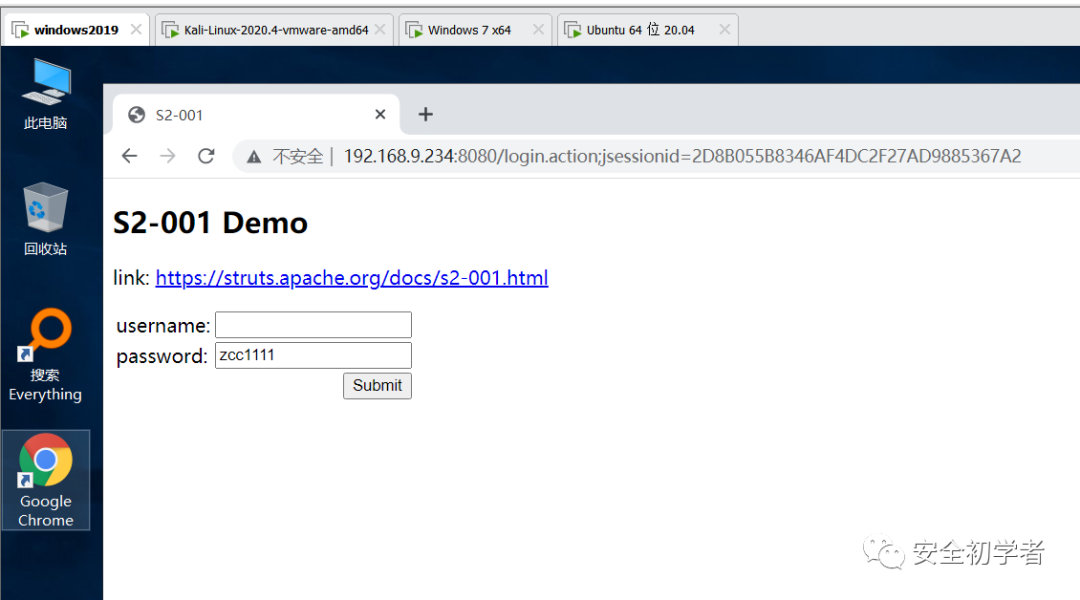 windows2019
Kali-Linux-2020.4-vmware-amd64
Windows 7 x64
Ubuntu 64 位 20.04
此电脑
回收站
搜索
Everything
Google
Chrome
S2-001
不安全 | 192.168.9.234:8080/login.action;jsessionid=2D8B055B8346AF4DC2F27AD9885367A2
S2-001 Demo
link: https://struts.apache.org/docs/s2-001.html
username:
password: zcc1111
Submit
安全初学者